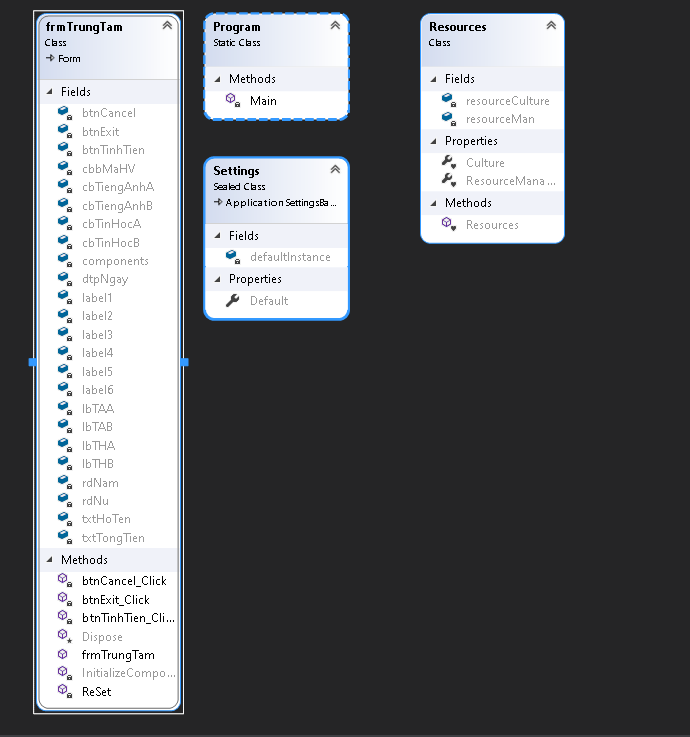 frmTrungTam
Class
Form
Fields
btnCancel
btnExit
btnTinhTien
cbbMaHV
cbTiengAnhA
cbTiengAnhB
cbTinHocA
cbTinHocB
components
dtpNgay
label1
label2
label3
label4
label5
label6
lbTAA
lbTAB
lbTHA
lbTHB
rdNam
rdNu
txtHoTen
txtTongTien
Methods
btnCancel_Click
btnExit_Click
btnTinhTien_Cli...
Dispose
frmTrungTam
InitializeCompo...
ReSet
Program
Static Class
Methods
Main
Settings
Sealed Class
ApplicationSettingsBa...
Fields
defaultInstance
Properties
Default
Resources
Class
Fields
resourceCulture
resourceMan
Properties
Culture
ResourceMana...
Methods
Resources